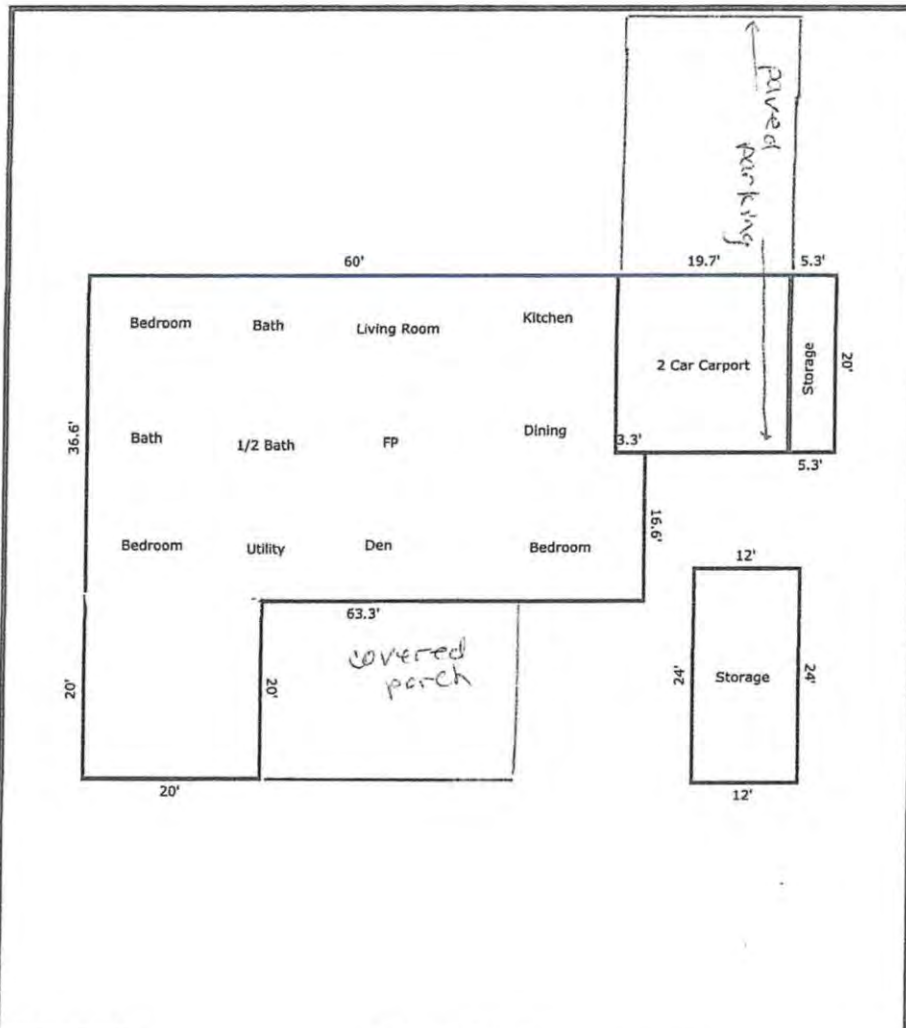 paved
parking
60'
19.7'
5.3'
Bedroom
Bath
Living Room
Kitchen
2 Car Carport
Storage
20'
36.6'
Bath
1/2 Bath
FP
Dining
3.3'
5.3'
16.6'
Bedroom
Utility
Den
Bedroom
12'
63.3'
covered
porch
20'
20'
24'
Storage
24'
20'
12'